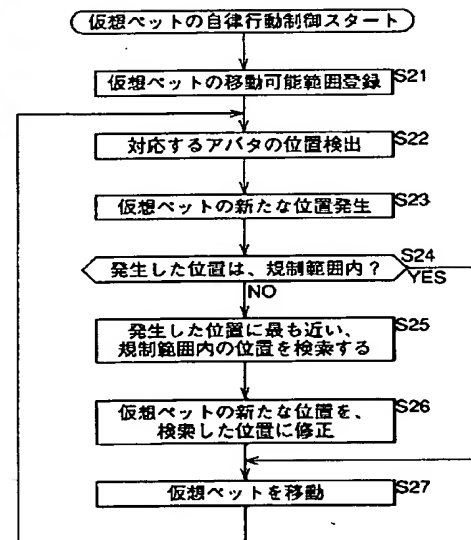 仮想ペットの自律行動制御スタート
仮想ペットの移動可能範囲登録
S21
対応するアバタの位置検出
S22
仮想ペットの新たな位置発生
S23
発生した位置は、規制範囲内？
S24
YES
NO
発生した位置に最も近い、
規制範囲内の位置を検索する
S25
仮想ペットの新たな位置を、
検索した位置に修正
S26
仮想ペットを移動
S27